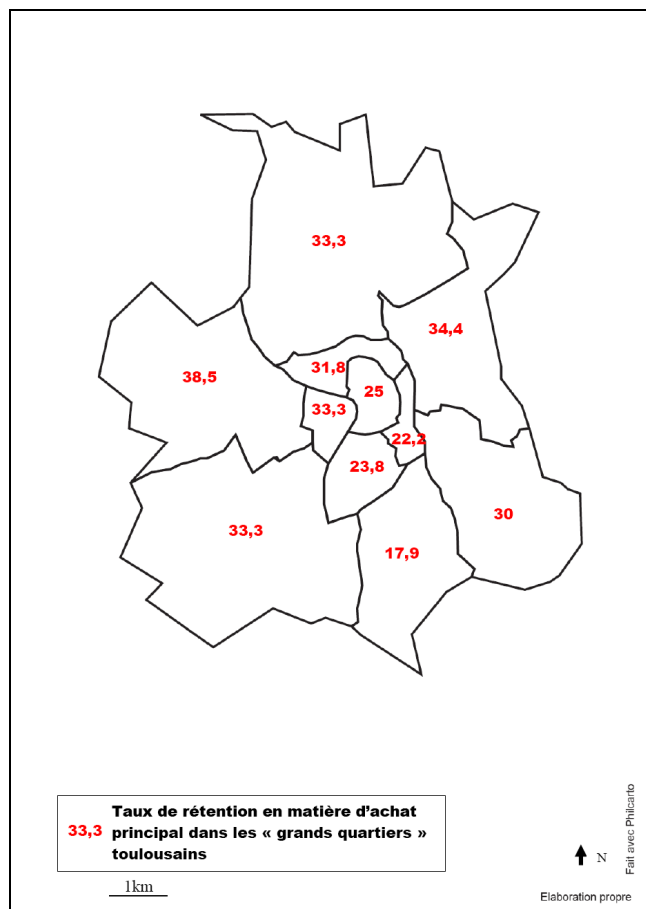 33,3
34,4
38,5
31,8
25
33,3
22,2
23,8
30
33,3
17,9
33,3
Taux de rétention en matière d’achat
principal dans les « grands quartiers »
toulousains
1km
N
Fait avec Philcarto
Elaboration propre